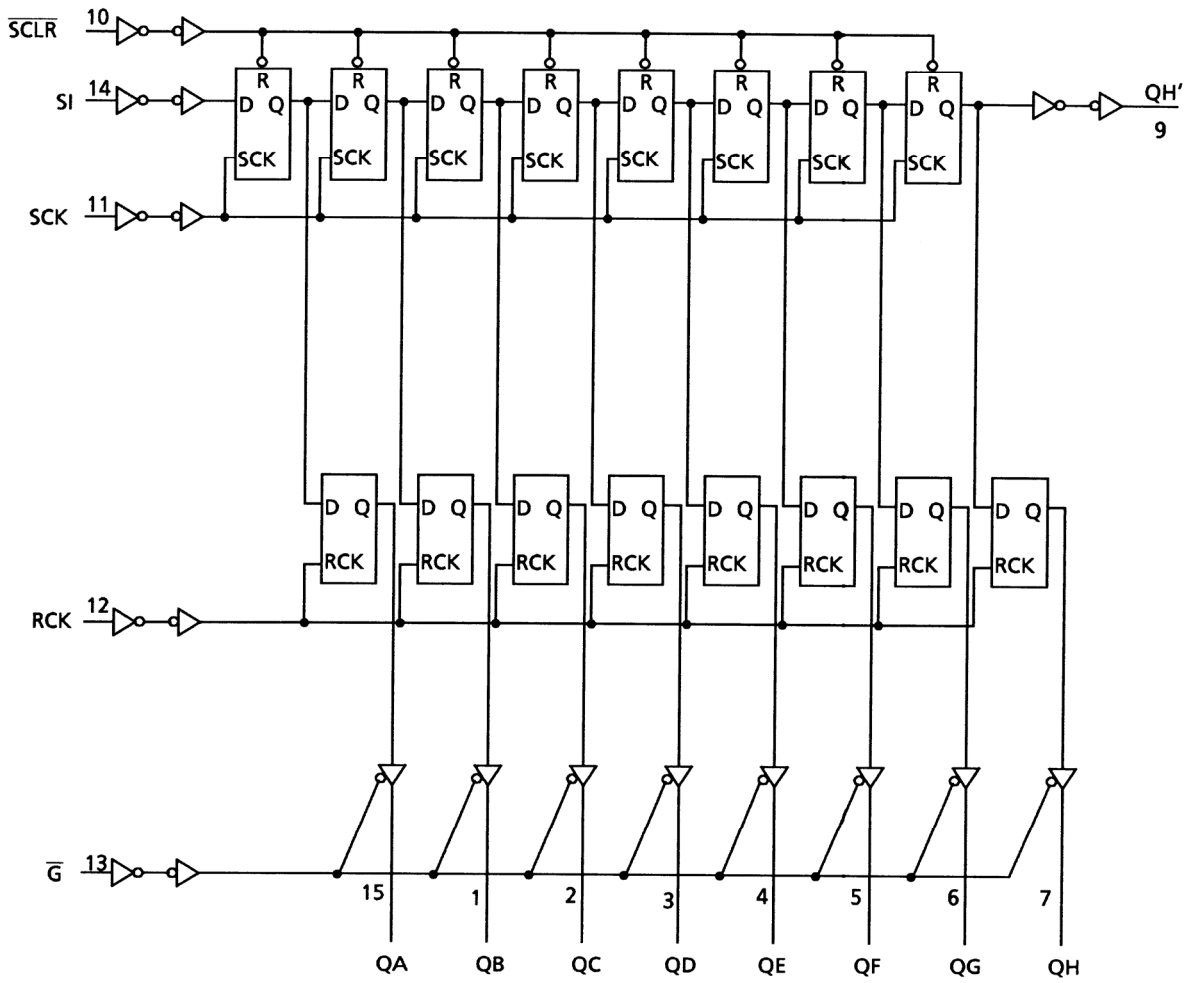 S̅C̅L̅R̅ 10
R R R R R R R R
SI 14
D Q D Q D Q D Q D Q D Q D Q D Q
QH'
9
SCK SCK SCK SCK SCK SCK SCK SCK
SCK 11
D Q D Q D Q D Q D Q D Q D Q D Q
RCK RCK RCK RCK RCK RCK RCK RCK
RCK 12
G̅ 13
15 1 2 3 4 5 6 7
QA QB QC QD QE QF QG QH